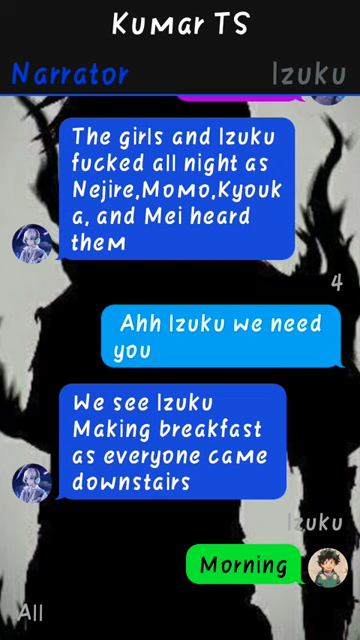 Kumar TS
Narrator
Izuku
The girls and Izuku
fucked all night as
Nejire,Momo,Kyouk
a, and Mei heard
them
4
Ahh Izuku we need
you
We see Izuku
Making breakfast
as everyone came
downstairs
Izuku
Morning
All